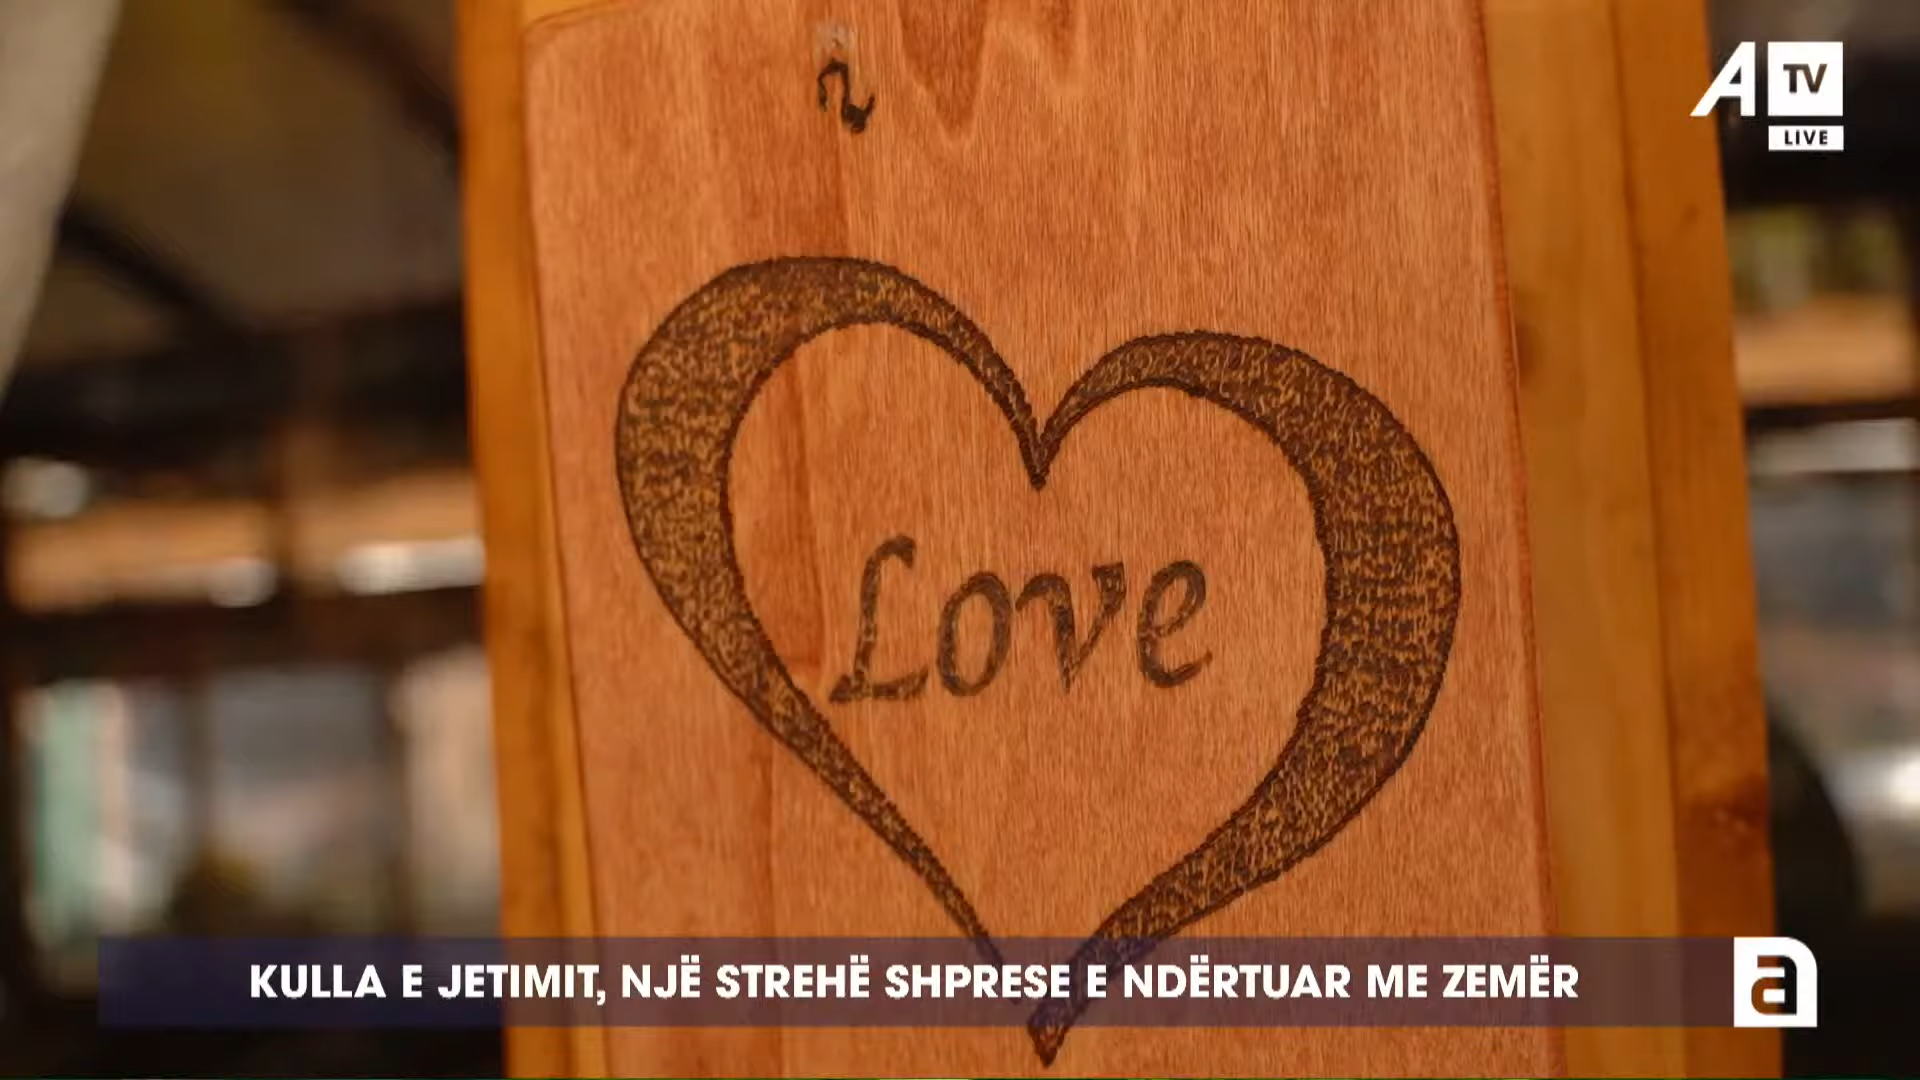 A TV
LIVE
Love
KULLA E JETIMIT, NJË STREHË SHPRESE E NDËRTUAR ME ZEMËR
a